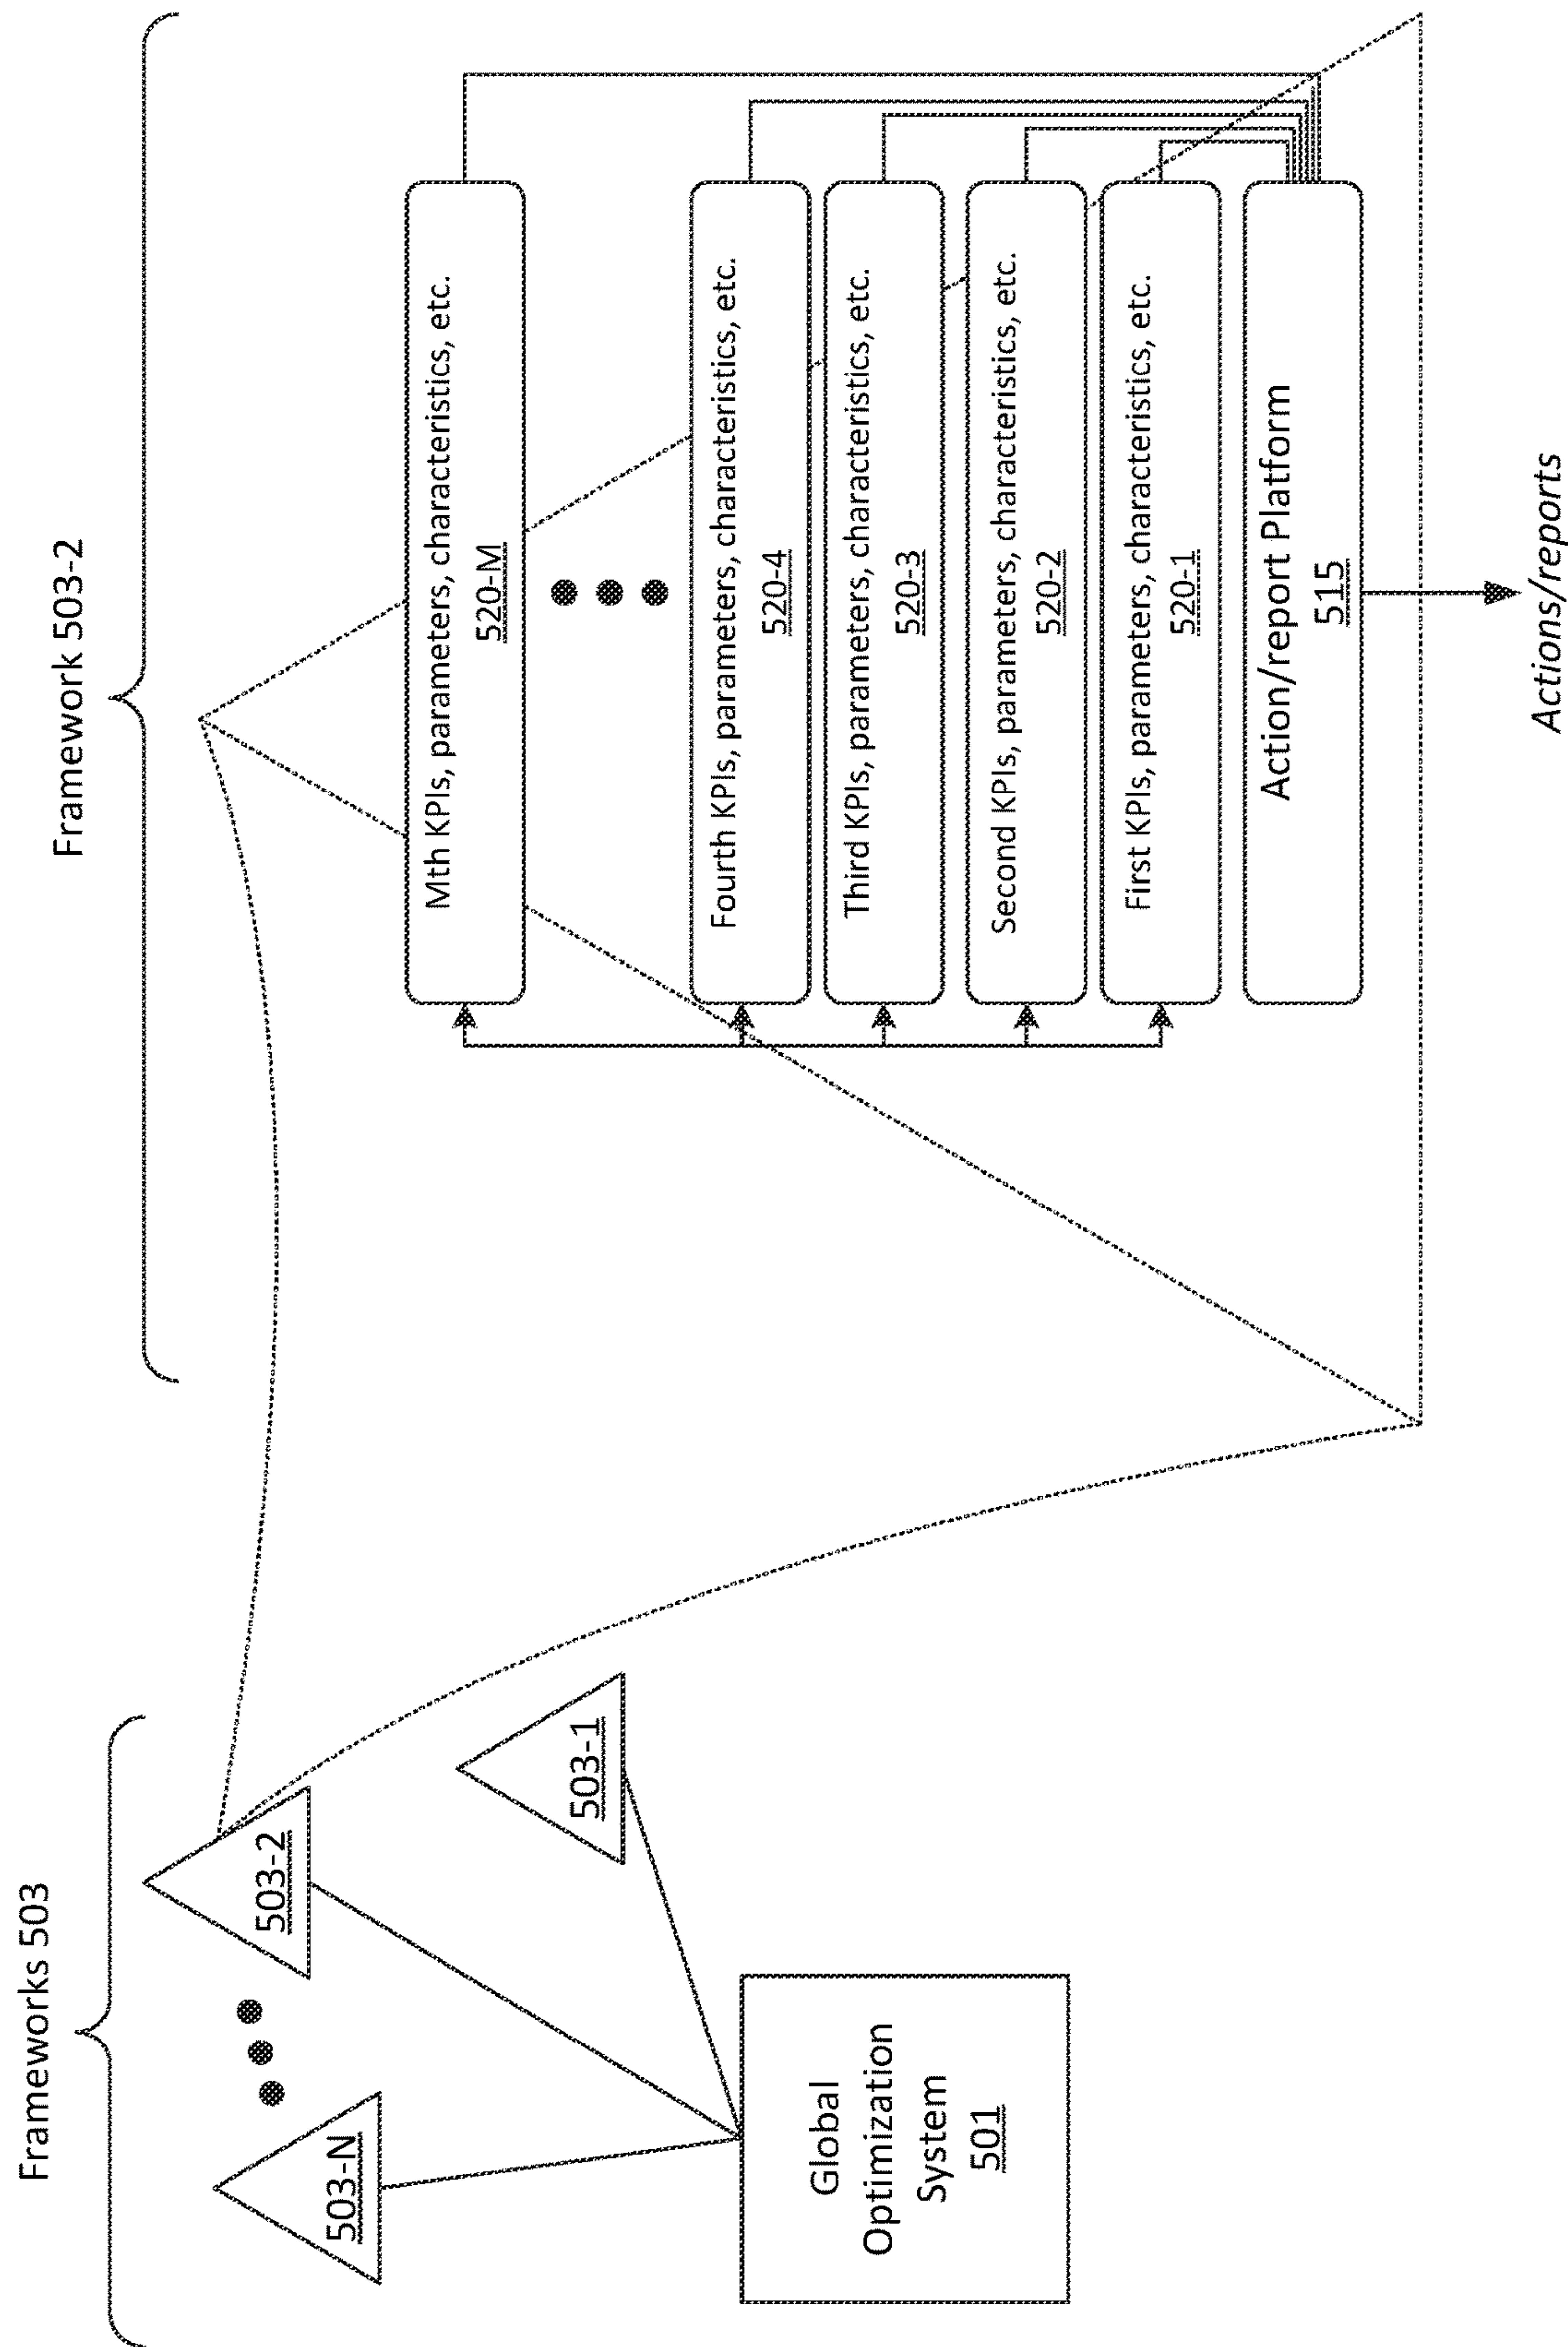 Frameworks 503
503-N
503-2
503-1
Global
Optimization
System
501
Framework 503-2
Mth KPIs, parameters, characteristics, etc.
520-M
Fourth KPIs, parameters, characteristics, etc.
520-4
Third KPIs, parameters, characteristics, etc.
520-3
Second KPIs, parameters, characteristics, etc.
520-2
First KPIs, parameters, characteristics, etc.
520-1
Action/report Platform
515
Actions/reports